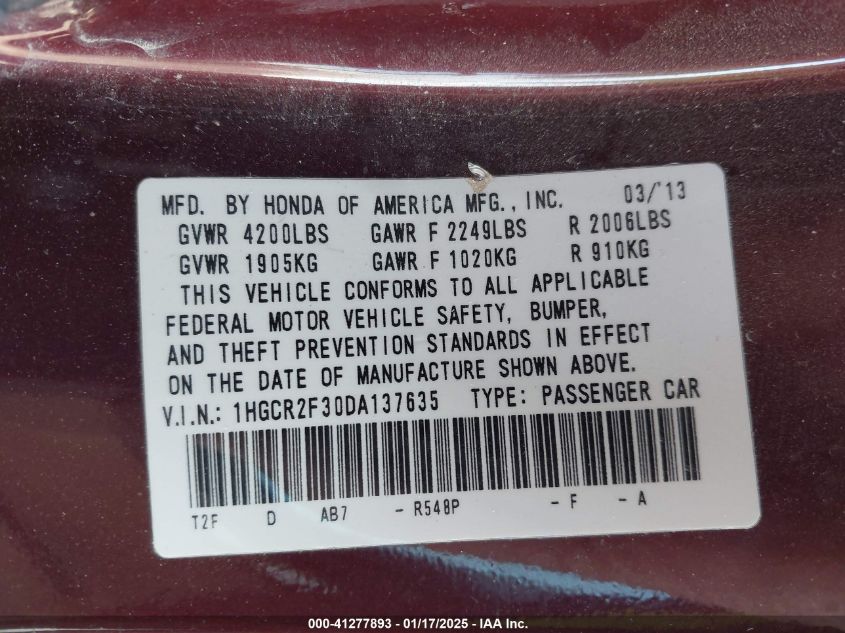 MFD. BY HONDA OF AMERICA MFG., INC. 03/'13
GVWR 4200LBS GAWR F 2249LBS R 2006LBS
GVWR 1905KG GAWR F 1020KG R 910KG
THIS VEHICLE CONFORMS TO ALL APPLICABLE
FEDERAL MOTOR VEHICLE SAFETY, BUMPER,
AND THEFT PREVENTION STANDARDS IN EFFECT
ON THE DATE OF MANUFACTURE SHOWN ABOVE.
V.I.N.: 1HGCR2F30DA137635 TYPE: PASSENGER CAR
T2F D AB7 - R548P - F - A
000-41277893 - 01/17/2025 - IAA Inc.